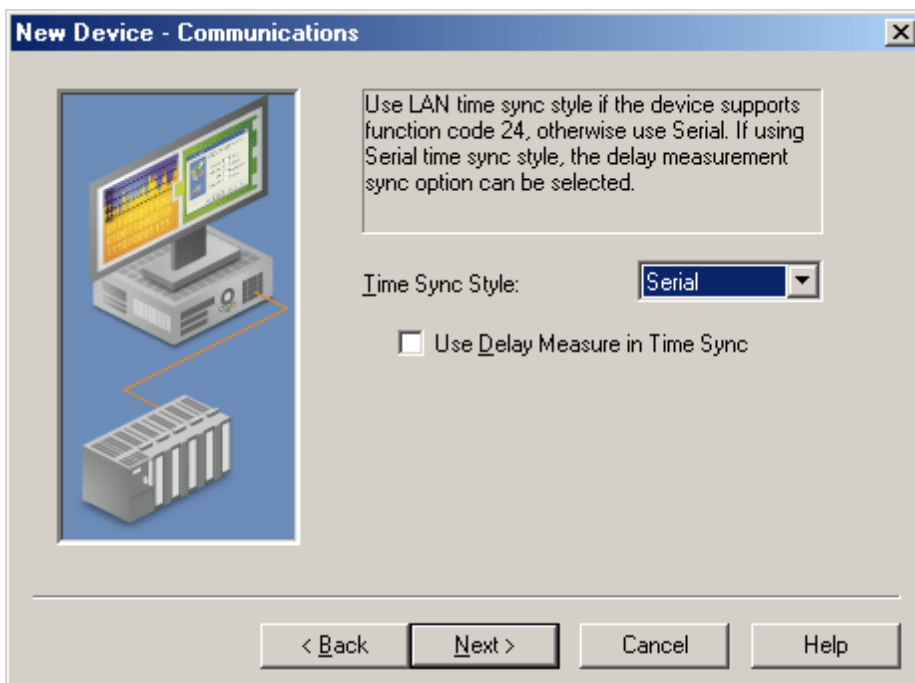 New Device - Communications
Use LAN time sync style if the device supports
function code 24, otherwise use Serial. If using
Serial time sync style, the delay measurement
sync option can be selected.
Time Sync Style: Serial
Use Delay Measure in Time Sync
< Back Next > Cancel Help